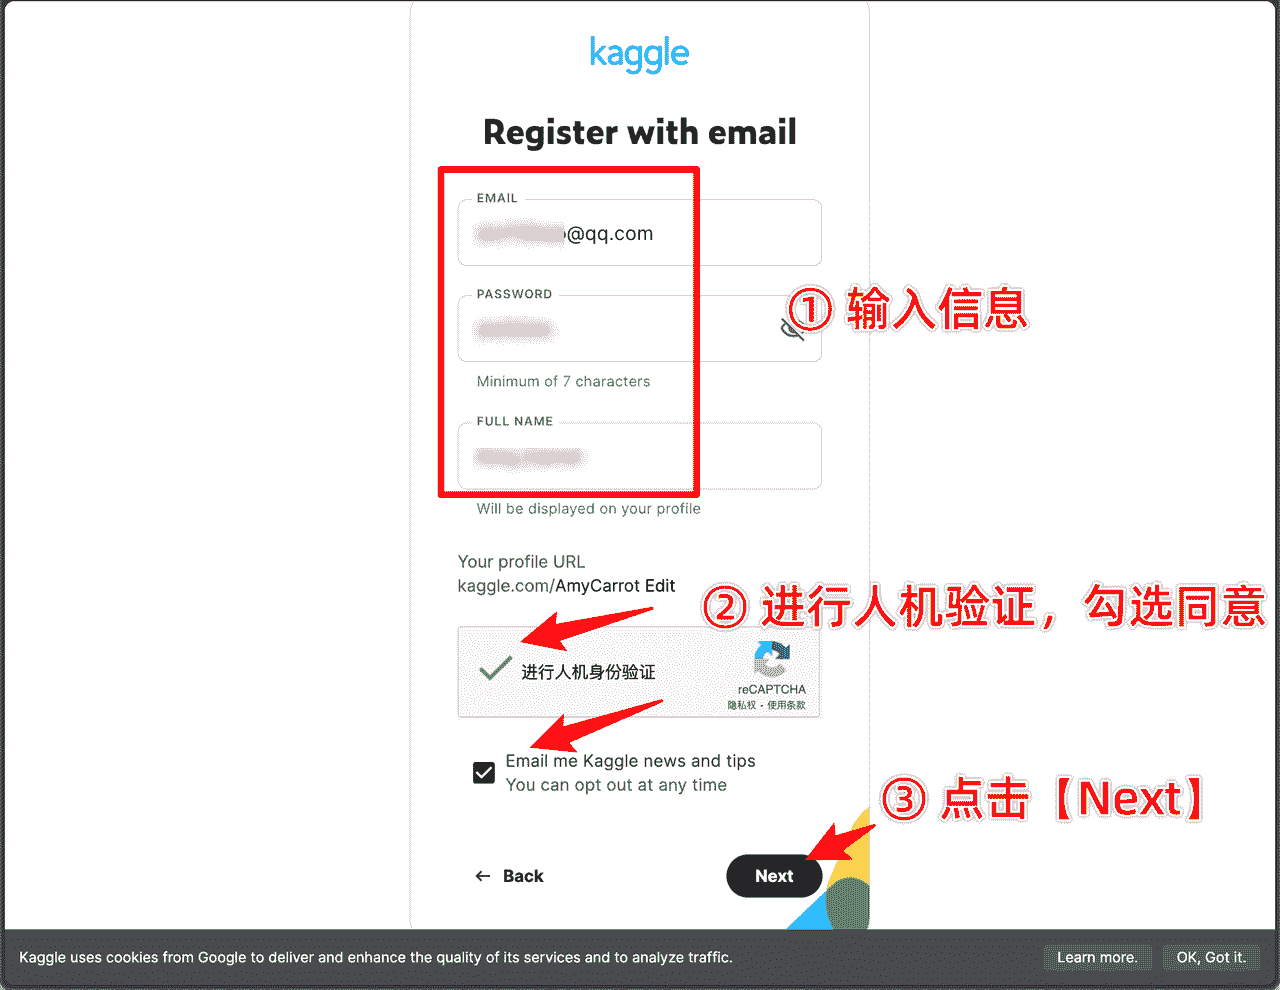 kaggle
Register with email
EMAIL
@qq.com
PASSWORD
① 输入信息
Minimum of 7 characters
FULL NAME
Will be displayed on your profile
Your profile URL
kaggle.com/AmyCarrot Edit
② 进行人机验证，勾选同意
进行人机身份验证
reCAPTCHA
隐私权 - 使用条款
Email me Kaggle news and tips
You can opt out at any time
③ 点击【Next】
← Back
Next
Kaggle uses cookies from Google to deliver and enhance the quality of its services and to analyze traffic.
Learn more.
OK, Got it.